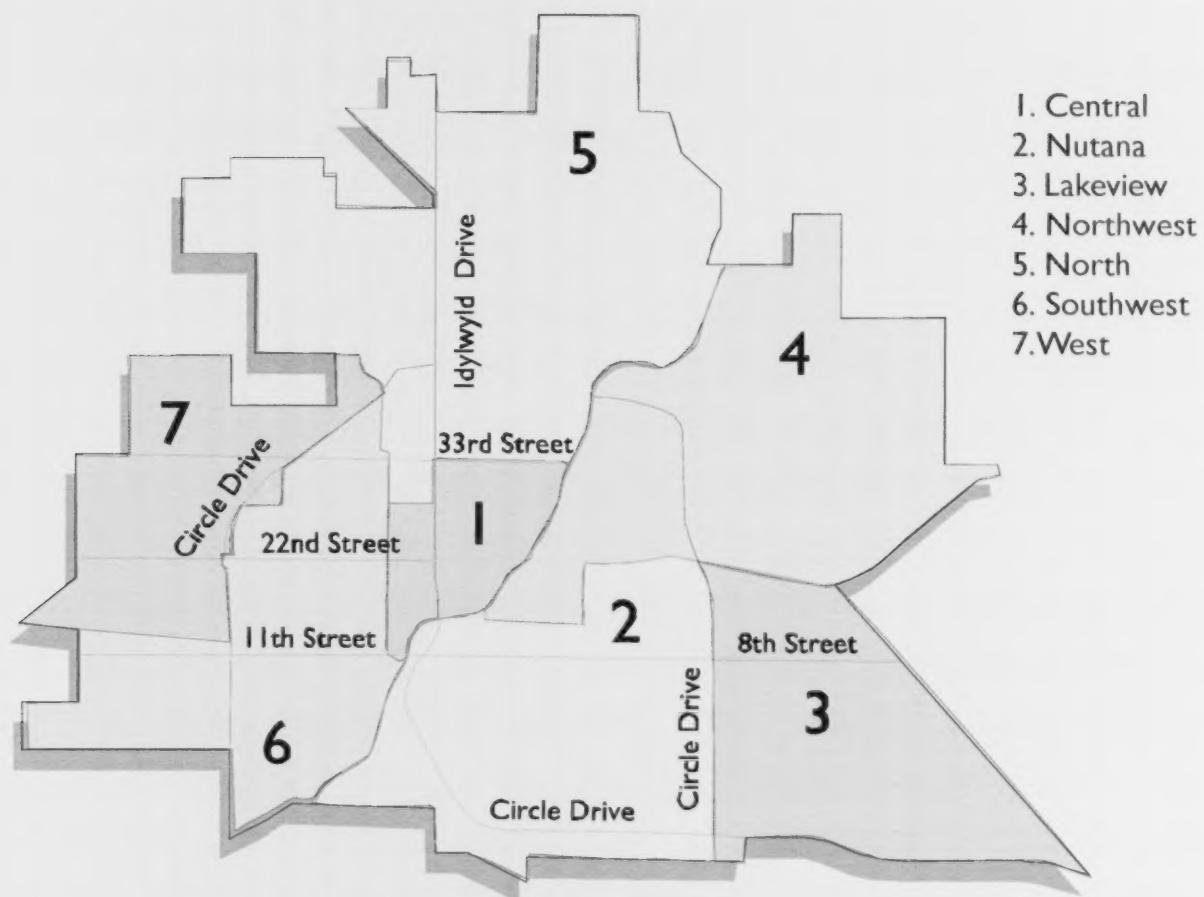 1. Central
2. Nutana
3. Lakeview
4. Northwest
5. North
6. Southwest
7.West
5
Idylwyld Drive
4
7
33rd Street
Circle Drive
1
22nd Street
2
11th Street
8th Street
Circle Drive
3
6
Circle Drive